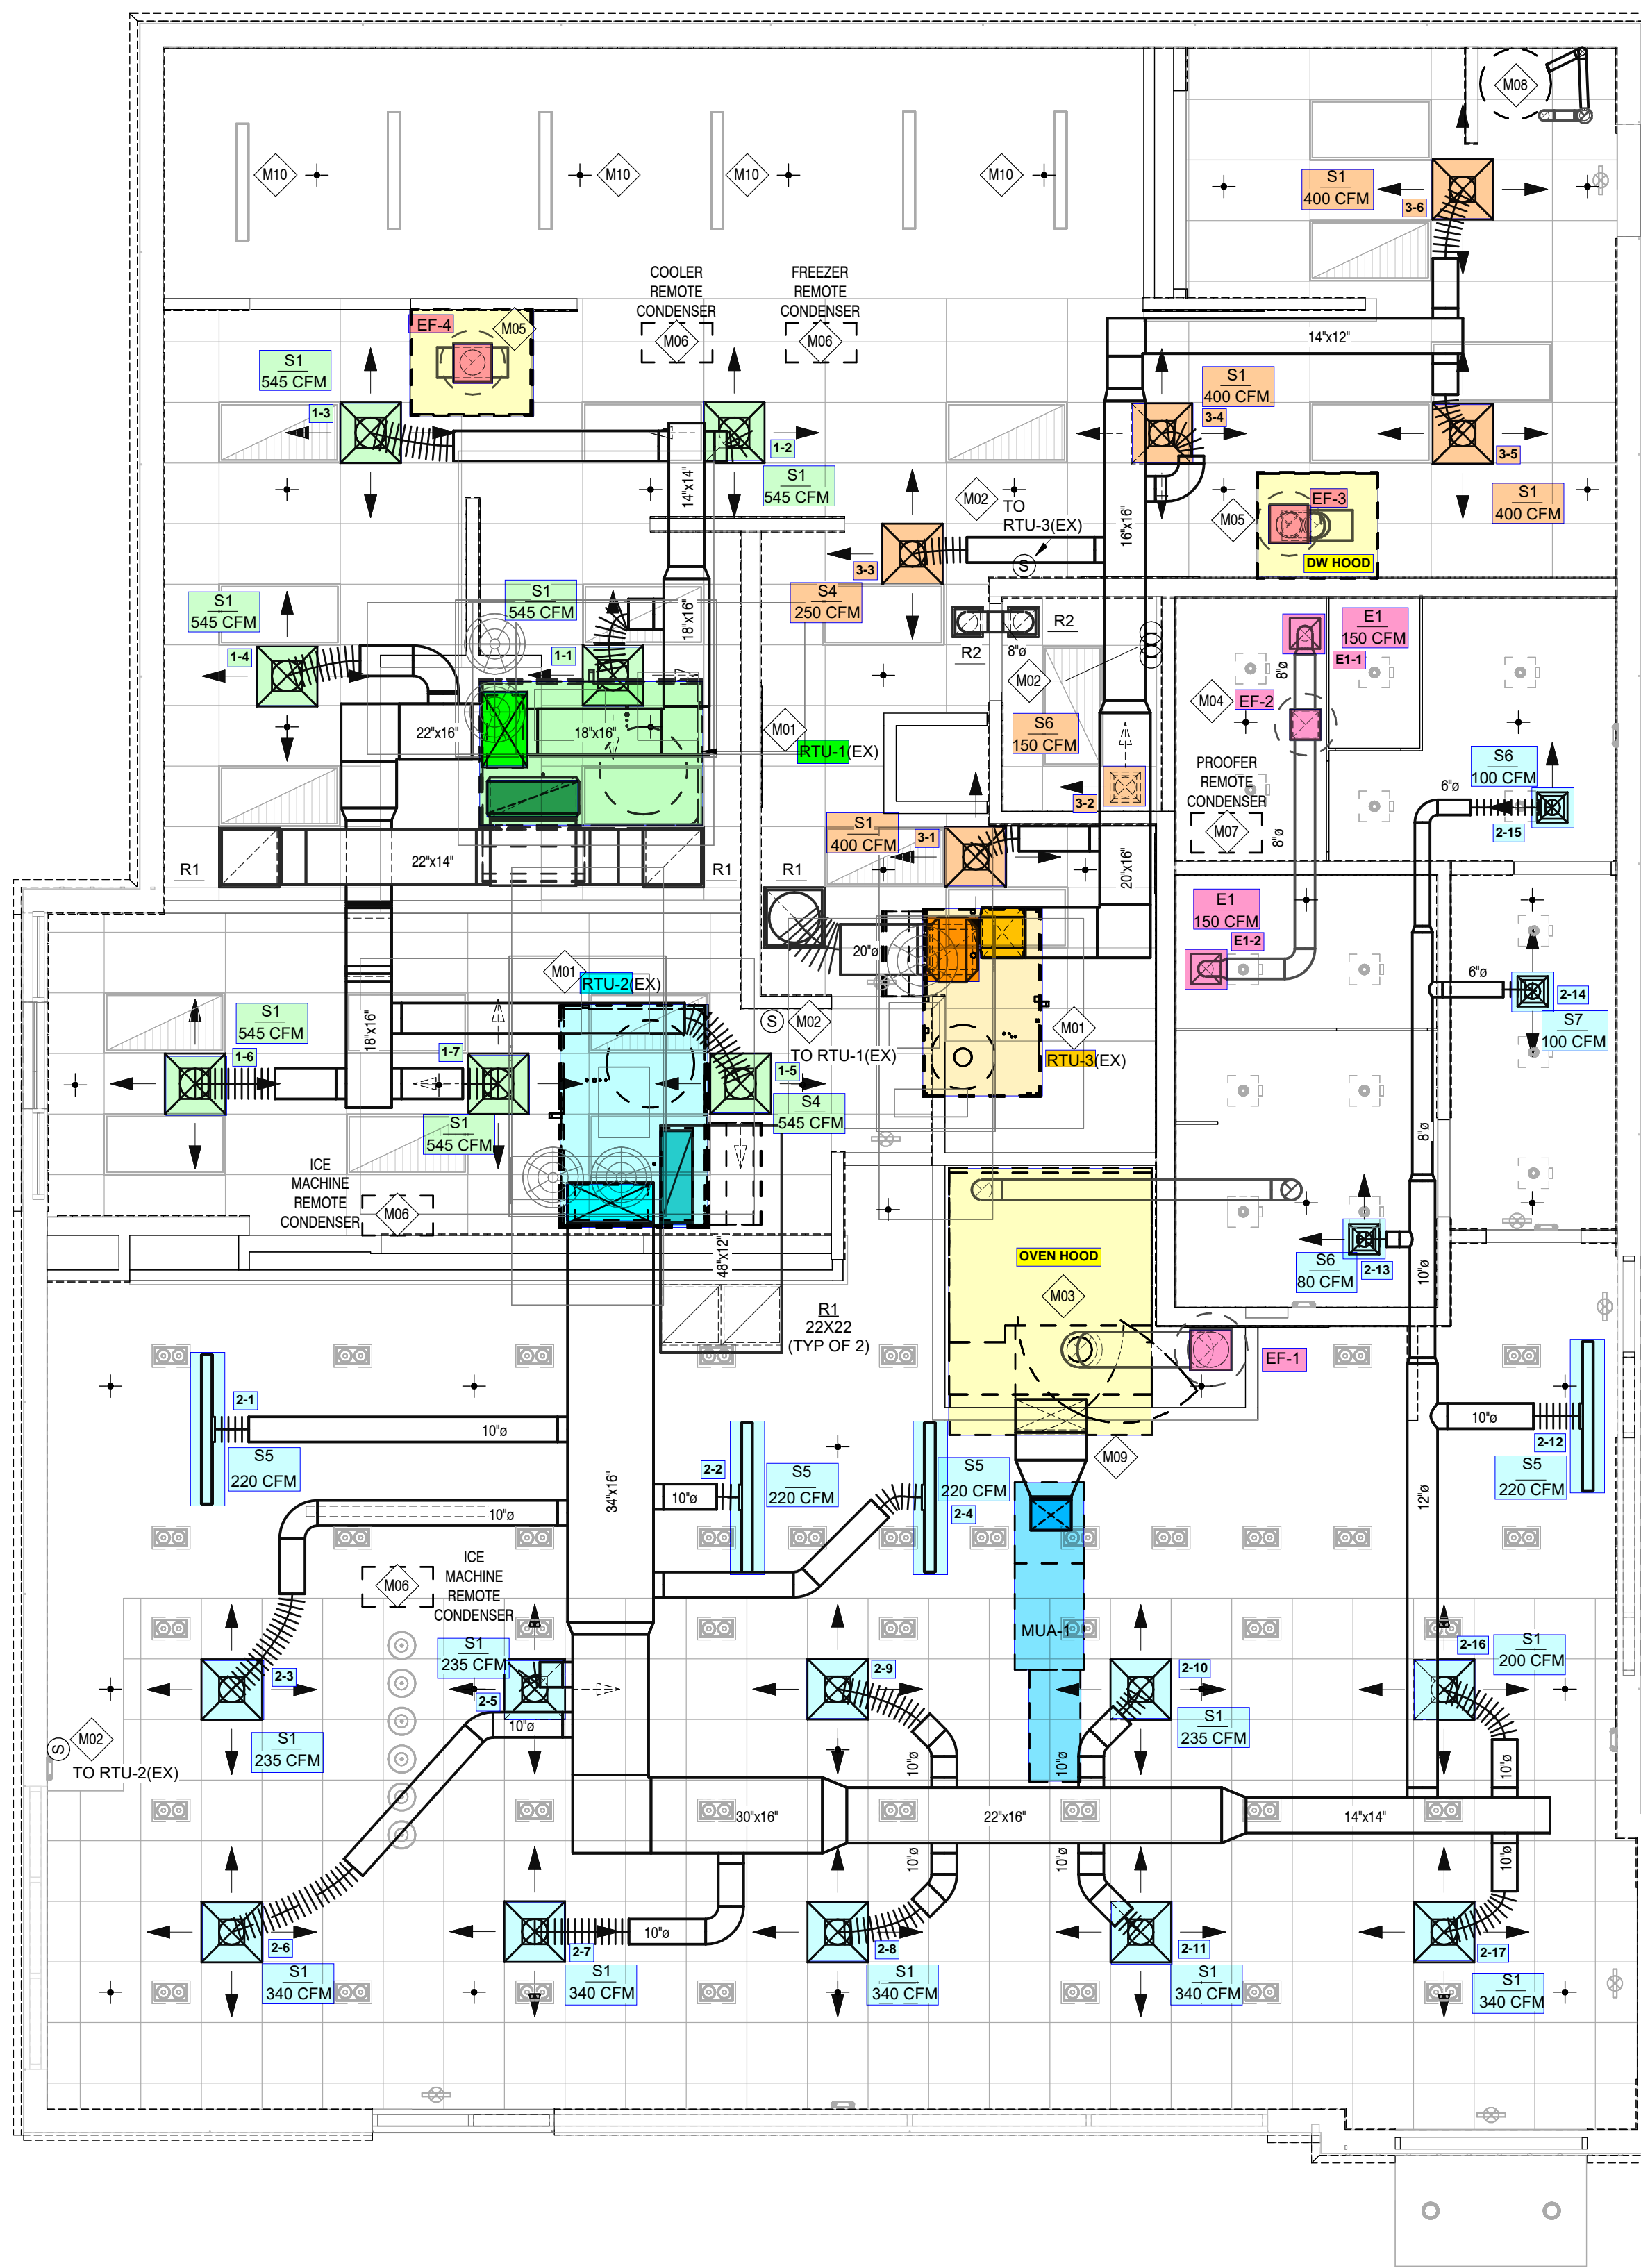 M08
M10
M10
M10
M10
S1
400 CFM
3-6
COOLER
REMOTE
CONDENSER
M06
FREEZER
REMOTE
CONDENSER
M06
EF-4
M05
14"x12"
S1
545 CFM
1-3
1-2
S1
545 CFM
14"x14"
S1
400 CFM
3-4
3-5
S1
400 CFM
M02
TO
RTU-3(EX)
S
16"x16"
M05
EF-3
DW HOOD
3-3
S4
250 CFM
S1
545 CFM
1-4
S1
545 CFM
1-1
18"x16"
R2
8"ø
R2
M02
E1
150 CFM
E1-1
8"ø
M04
EF-2
22"x16"
18"x16"
M01
RTU-1(EX)
S6
150 CFM
3-2
PROOFER
REMOTE
CONDENSER
M07
8"ø
S6
100 CFM
6"ø
2-15
S1
400 CFM
3-1
R1
22"x14"
R1
R1
20"x16"
20"ø
E1
150 CFM
E1-2
6"ø
2-14
S7
100 CFM
M01
RTU-2(EX)
S
M02
TO RTU-1(EX)
M01
RTU-3(EX)
S1
545 CFM
1-6
18"x16"
1-7
S1
545 CFM
1-5
S4
545 CFM
8"ø
ICE
MACHINE
REMOTE
CONDENSER
M06
48"x12"
OVEN HOOD
M03
S6
80 CFM
2-13
10"ø
R1
22X22
(TYP OF 2)
EF-1
2-1
10"ø
S5
220 CFM
34"x16"
2-2
10"ø
S5
220 CFM
S5
220 CFM
2-4
M09
10"ø
2-12
S5
220 CFM
12"ø
10"ø
ICE
MACHINE
REMOTE
CONDENSER
M06
MUA-1
2-3
S1
235 CFM
S1
235 CFM
2-5
10"ø
2-9
2-10
S1
235 CFM
2-16
S1
200 CFM
S
M02
TO RTU-2(EX)
10"ø
10"ø
10"ø
30"x16"
22"x16"
14"x14"
10"ø
10"ø
10"ø
10"ø
2-6
S1
340 CFM
2-7
S1
340 CFM
2-8
S1
340 CFM
2-11
S1
340 CFM
2-17
S1
340 CFM